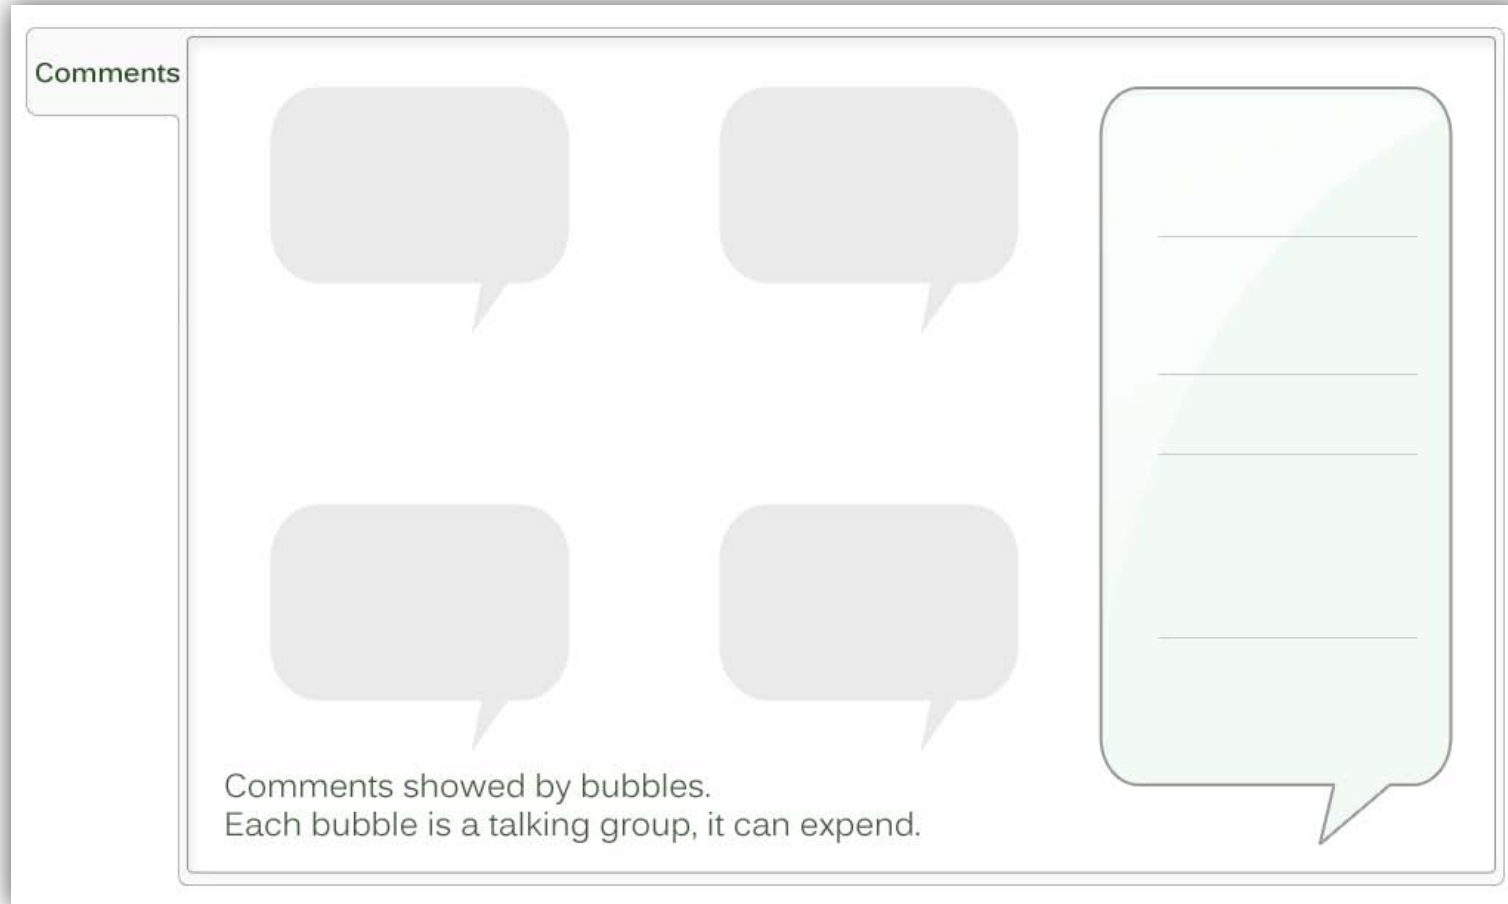 Comments
Comments showed by bubbles.
Each bubble is a talking group, it can expend.